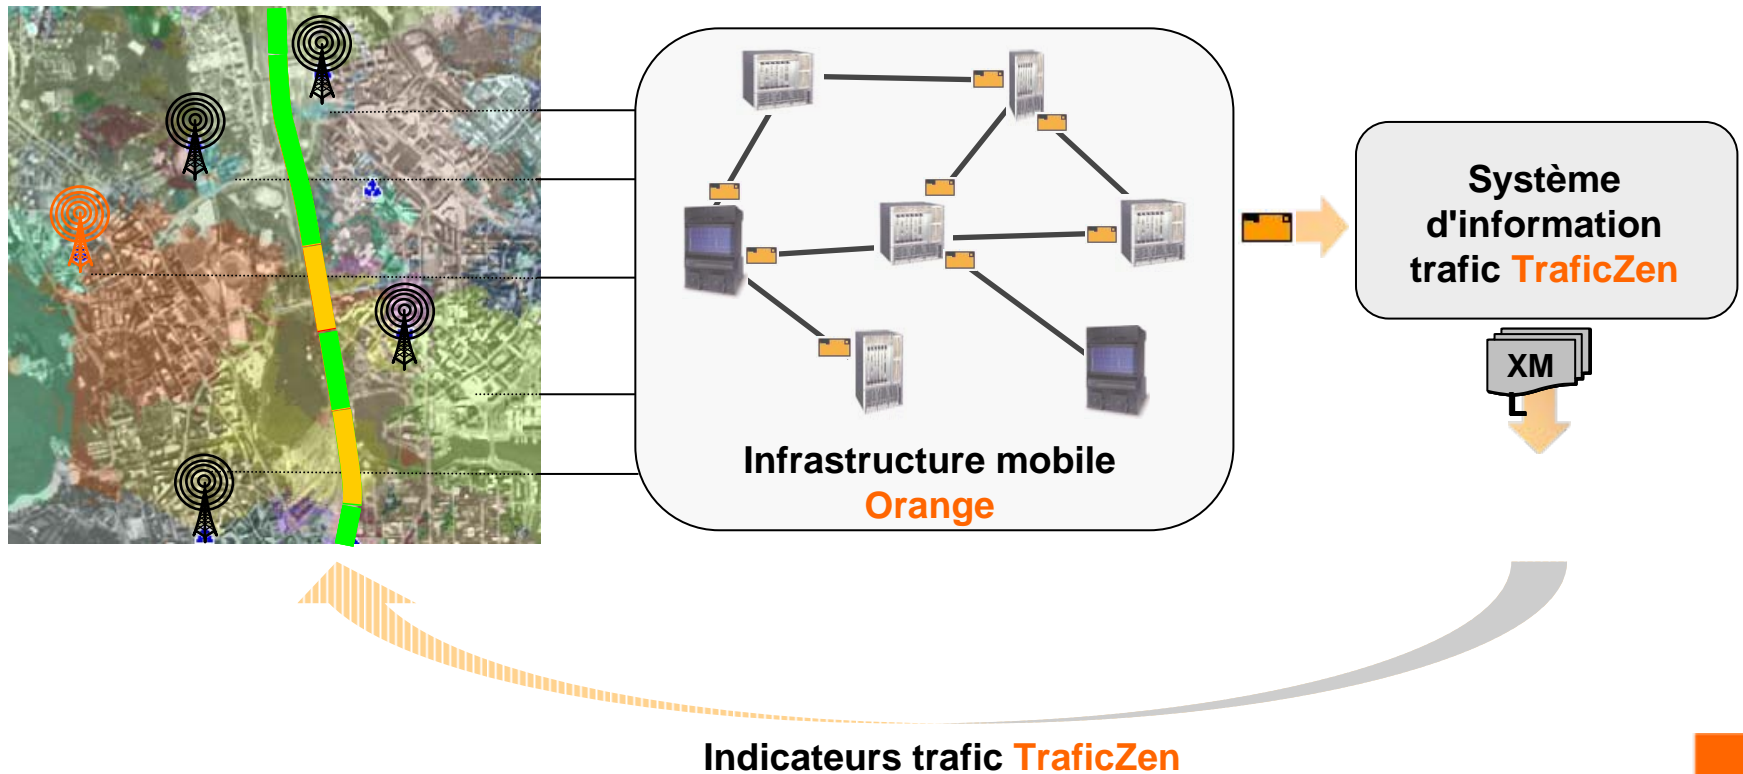 Système
d'information
trafic TraficZen
XM
L
Infrastructure mobile
Orange
Indicateurs trafic TraficZen